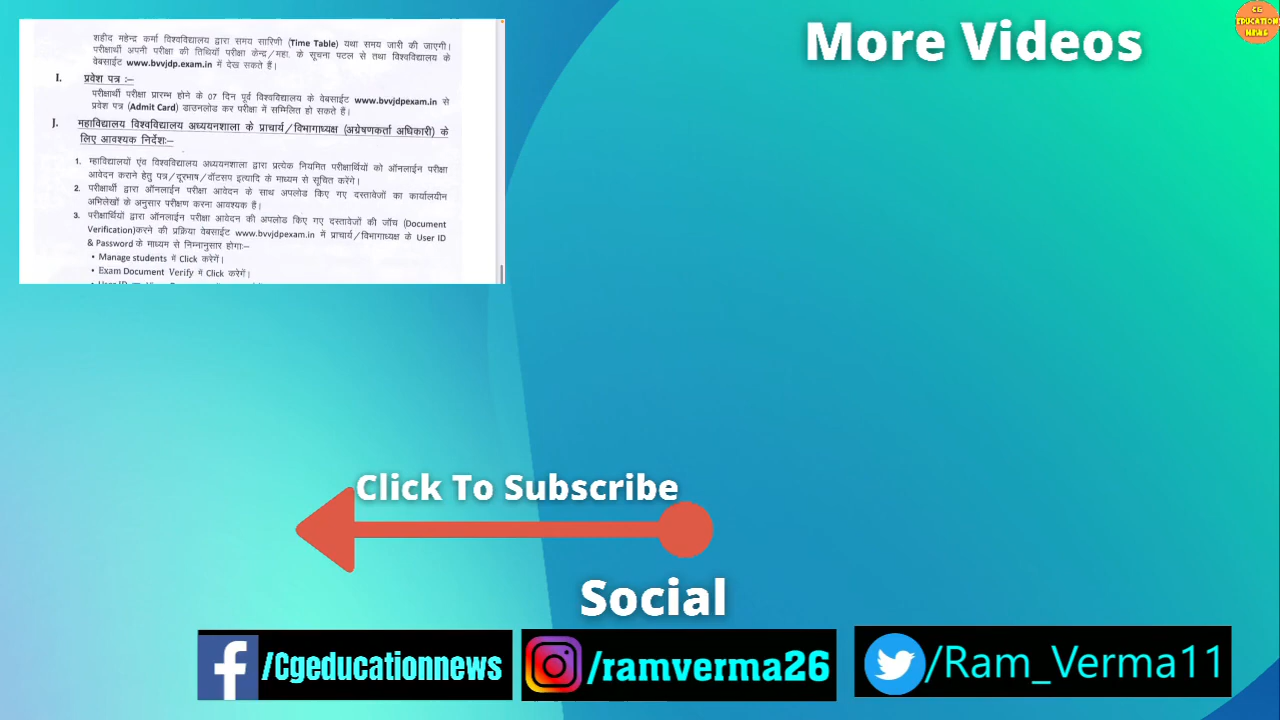 शहीद महेन्द्र कर्मा विश्वविद्यालय द्वारा समय सारिणी (Time Table) यथा समय जारी की जाएगी।
परीक्षार्थी अपनी परीक्षा की तिथियाँ परीक्षा केन्द्र/महा. के सूचना पटल से तथा विश्वविद्यालय के
वेबसाईट www.bvvjdp.exam.in में देख सकते हैं।
I. प्रवेश पत्र :—
परीक्षार्थी परीक्षा प्रारम्भ होने के 07 दिन पूर्व विश्वविद्यालय के वेबसाईट www.bvvjdpexam.in से
प्रवेश पत्र (Admit Card) डाउनलोड कर परीक्षा में सम्मिलित हो सकते है।
J. महाविद्यालय विश्वविद्यालय अध्ययनशाला के प्राचार्य/विभागाध्यक्ष (अग्रेषणकर्ता अधिकारी) के
लिए आवश्यक निर्देशः—
1. म्हाविद्यालयों एंव विश्वविद्यालय अध्ययनशाला द्वारा प्रत्येक नियमित परीक्षार्थियों को ऑनलाईन परीक्षा
आवेदन कराने हेतु पत्र/दूरभाष/वॉटसप इत्यादि के माध्यम से सूचित करेंगे।
2. परीक्षार्थी द्वारा ऑनलाईन परीक्षा आवेदन के साथ अपलोड किए गए दस्तावेजों का कार्यालयीन
अभिलेखों के अनुसार परीक्षण करना आवश्यक हैं।
3. परीक्षार्थियों द्वारा ऑनलाईन परीक्षा आवेदन की अपलोड किए गए दस्तावेजों की जॉच (Document
Verification)करने की प्रक्रिया वेबसाईट www.bvvjdpexam.in में प्राचार्य/विभागाध्यक्ष के User ID
& Password के माध्यम से निम्नानुसार होगाः—
• Manage students में Click करेगें।
• Exam Document Verify में Click करेगें।
More Videos
CG
EDUCATION
NEWS
Click To Subscribe
Social
/Cgeducationnews
/ramverma26
/Ram_Verma11